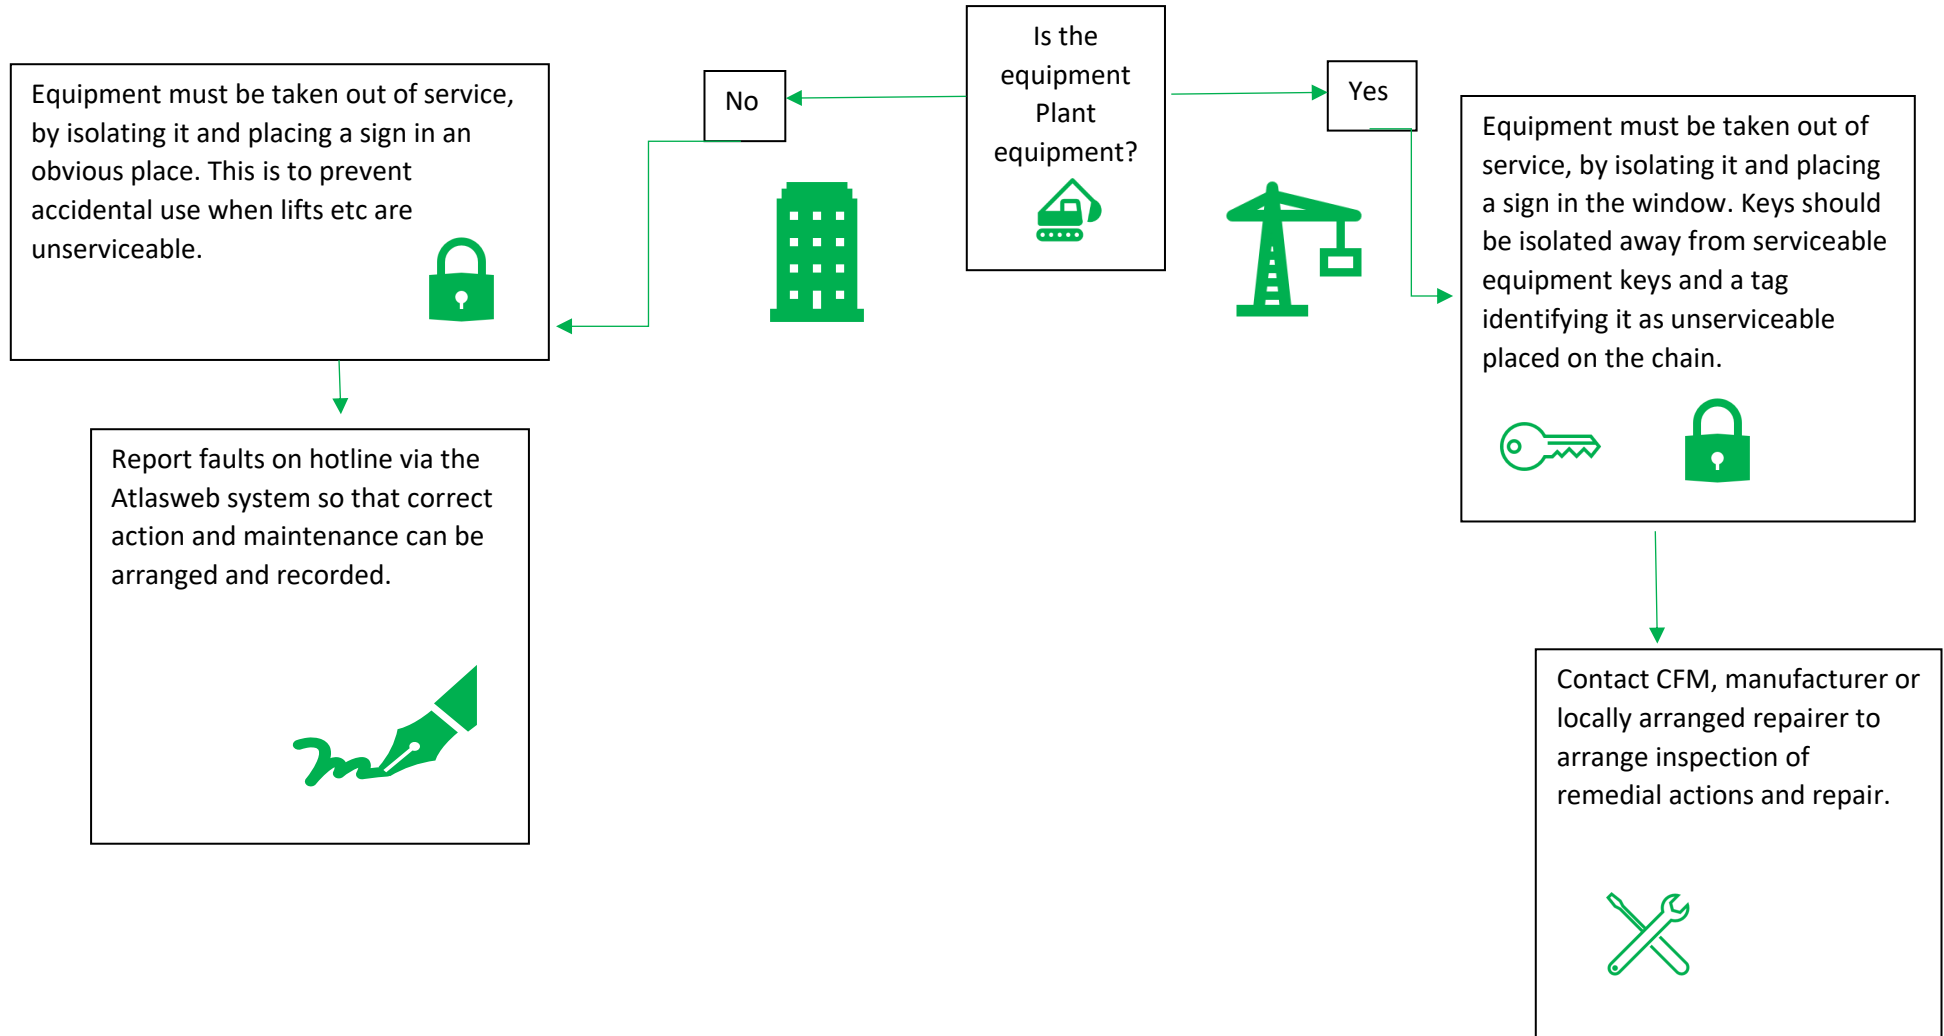 Is the
equipment
Plant
equipment?
No
Yes
Equipment must be taken out of service,
by isolating it and placing a sign in an
obvious place. This is to prevent
accidental use when lifts etc are
unserviceable.
Report faults on hotline via the
Atlasweb system so that correct
action and maintenance can be
arranged and recorded.
Equipment must be taken out of
service, by isolating it and placing
a sign in the window. Keys should
be isolated away from serviceable
equipment keys and a tag
identifying it as unserviceable
placed on the chain.
Contact CFM, manufacturer or
locally arranged repairer to
arrange inspection of
remedial actions and repair.